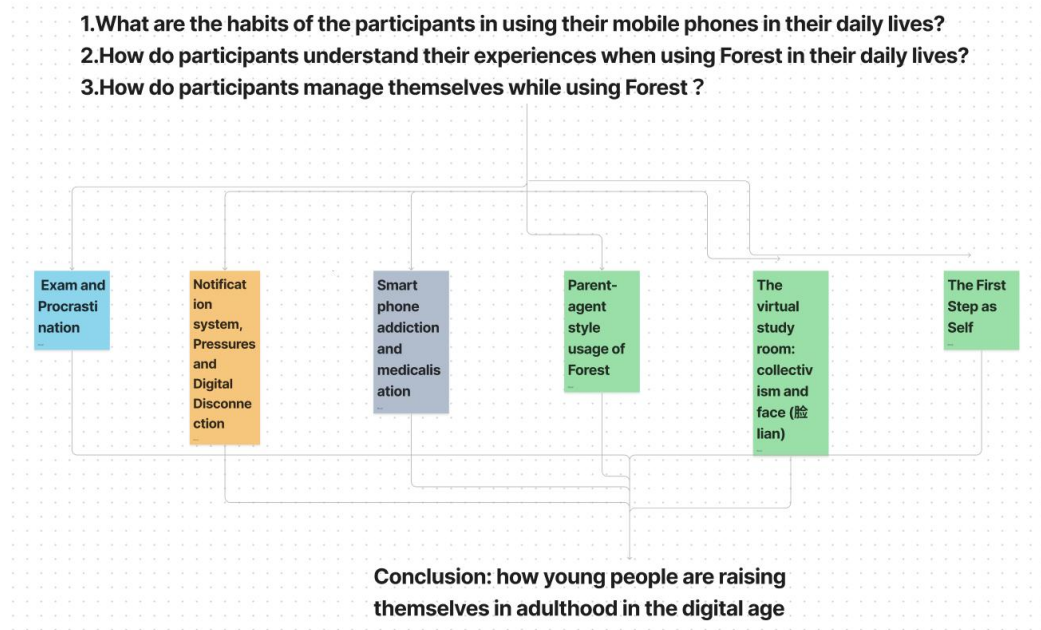 1.What are the habits of the participants in using their mobile phones in their daily lives?
2.How do participants understand their experiences when using Forest in their daily lives?
3.How do participants manage themselves while using Forest？
Exam and
Procrasti
nation
...
Notificat
ion
system,
Pressures
and
Digital
Disconne
ction
...
Smart
phone
addiction
and
medicalis
ation
...
Parent-
agent
style
usage of
Forest
...
The
virtual
study
room:
collectiv
ism and
face (脸
lian)
...
The First
Step as
Self
...
Conclusion: how young people are raising
themselves in adulthood in the digital age